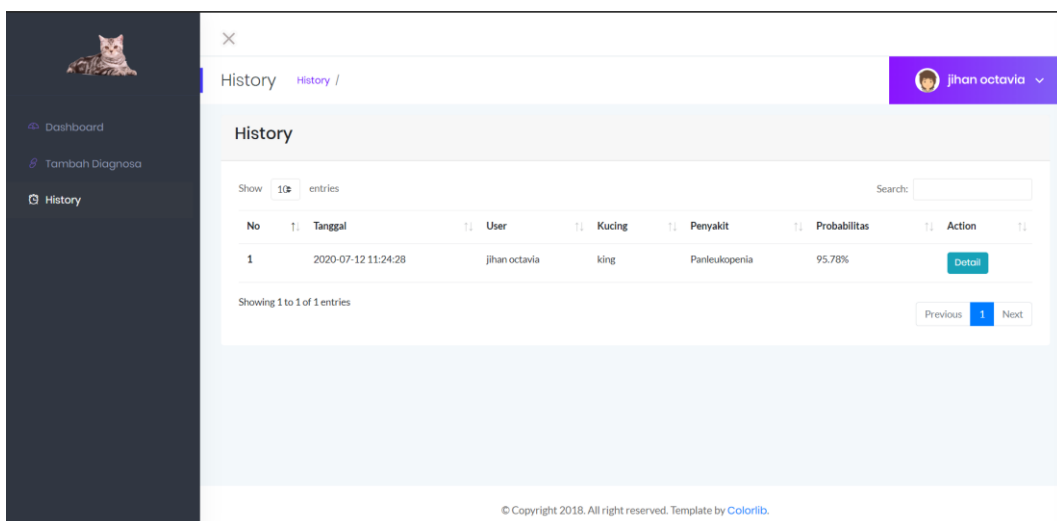 History History / jihan octavia
Dashboard
Tambah Diagnosa
History
History
Show 10 entries Search:
No Tanggal User Kucing Penyakit Probabilitas Action
1 2020-07-12 11:24:28 jihan octavia king Panleukopenia 95.78% Detail
Showing 1 to 1 of 1 entries
Previous 1 Next
© Copyright 2018. All right reserved. Template by Colorlib.